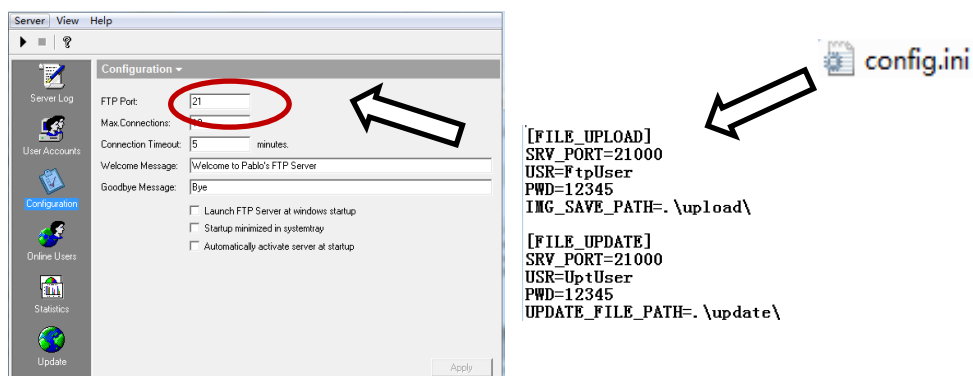 Server View Help
Configuration
Server Log
User Accounts
Configuration
Online Users
Statistics
Update
FTP Port: 21
Max.Connections:
Connection Timeout: 5 minutes.
Welcome Message: Welcome to Pablo's FTP Server
Goodbye Message: Bye
Launch FTP Server at windows startup
Startup minimized in systemtray
Automatically activate server at startup
Apply
config.ini
[FILE_UPLOAD]
SRV_PORT=21000
USR=FtpUser
PWD=12345
IMG_SAVE_PATH=.\upload\
[FILE_UPDATE]
SRV_PORT=21000
USR=UptUser
PWD=12345
UPDATE_FILE_PATH=.\update\